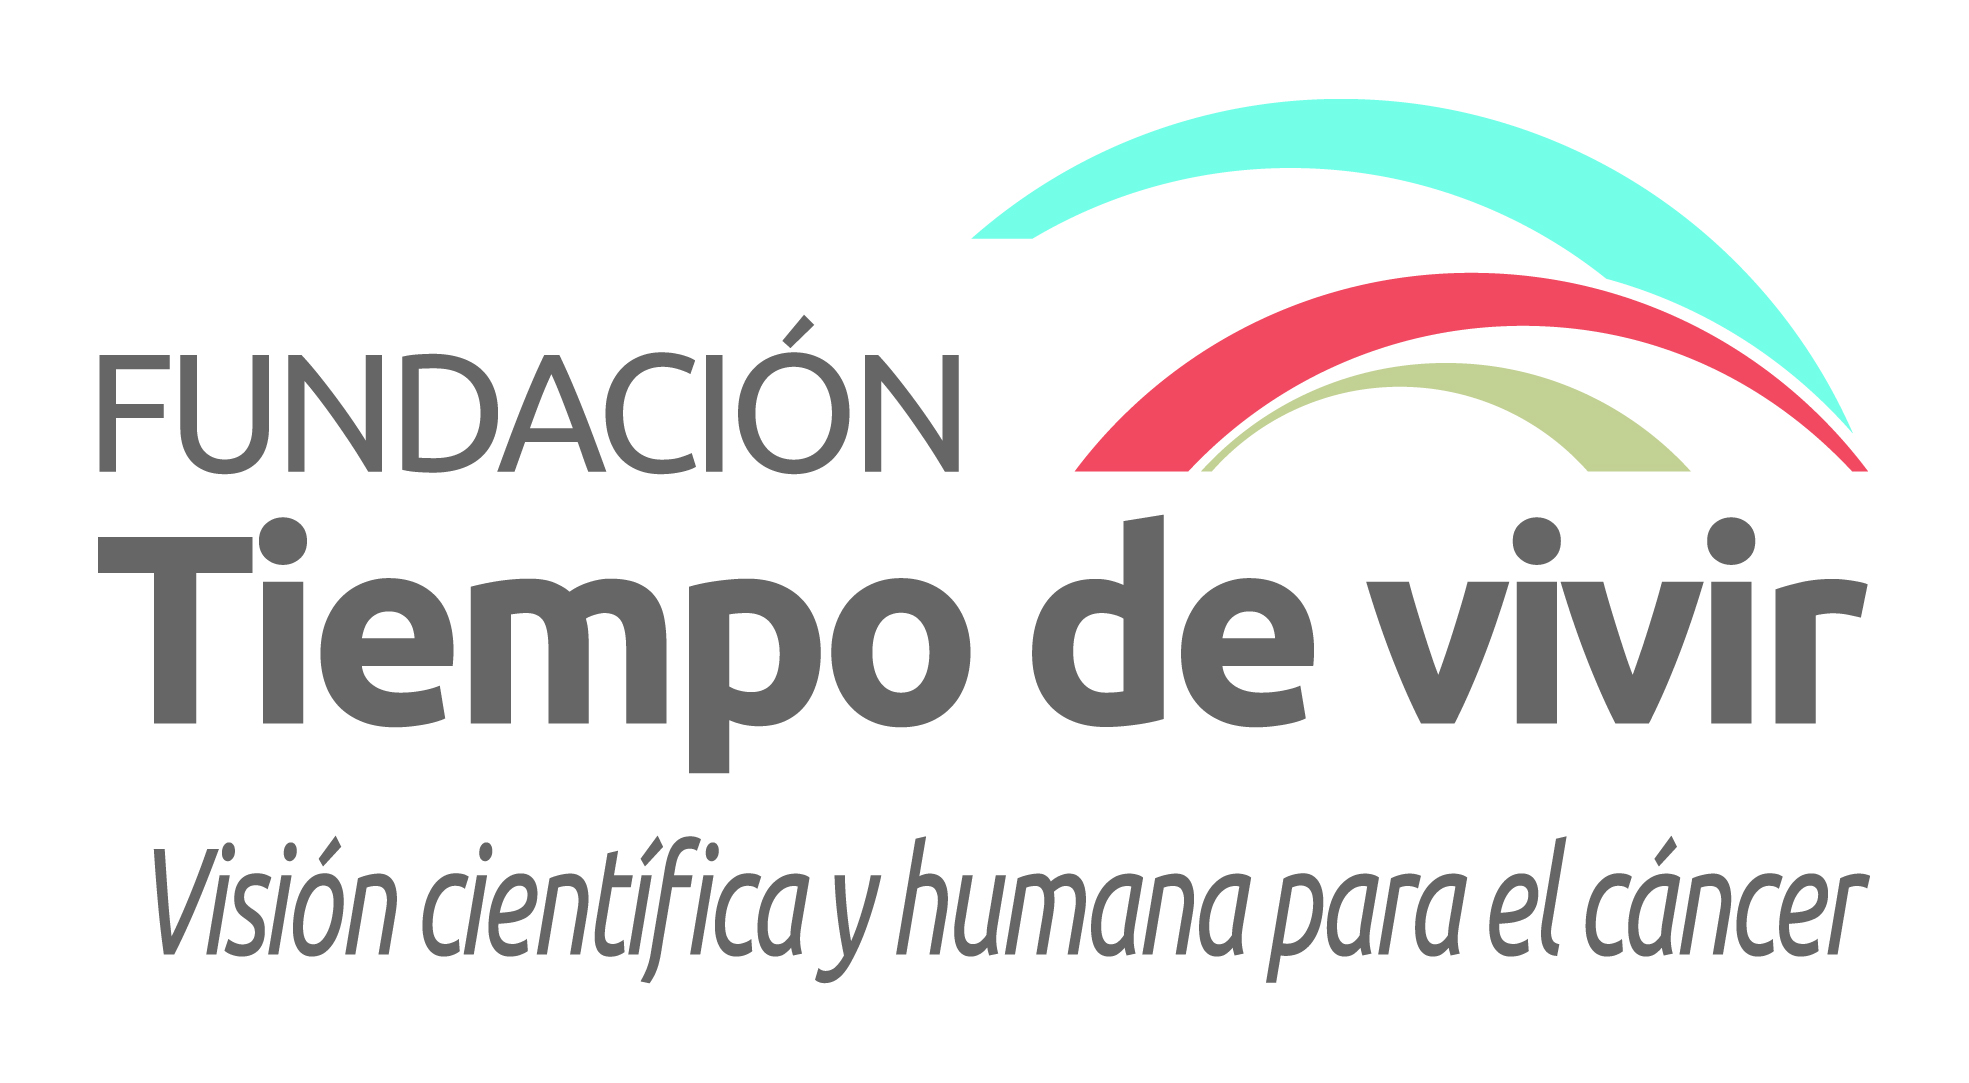 FUNDACIÓN
Tiempo de vivir
Visión científica y humana para el cáncer